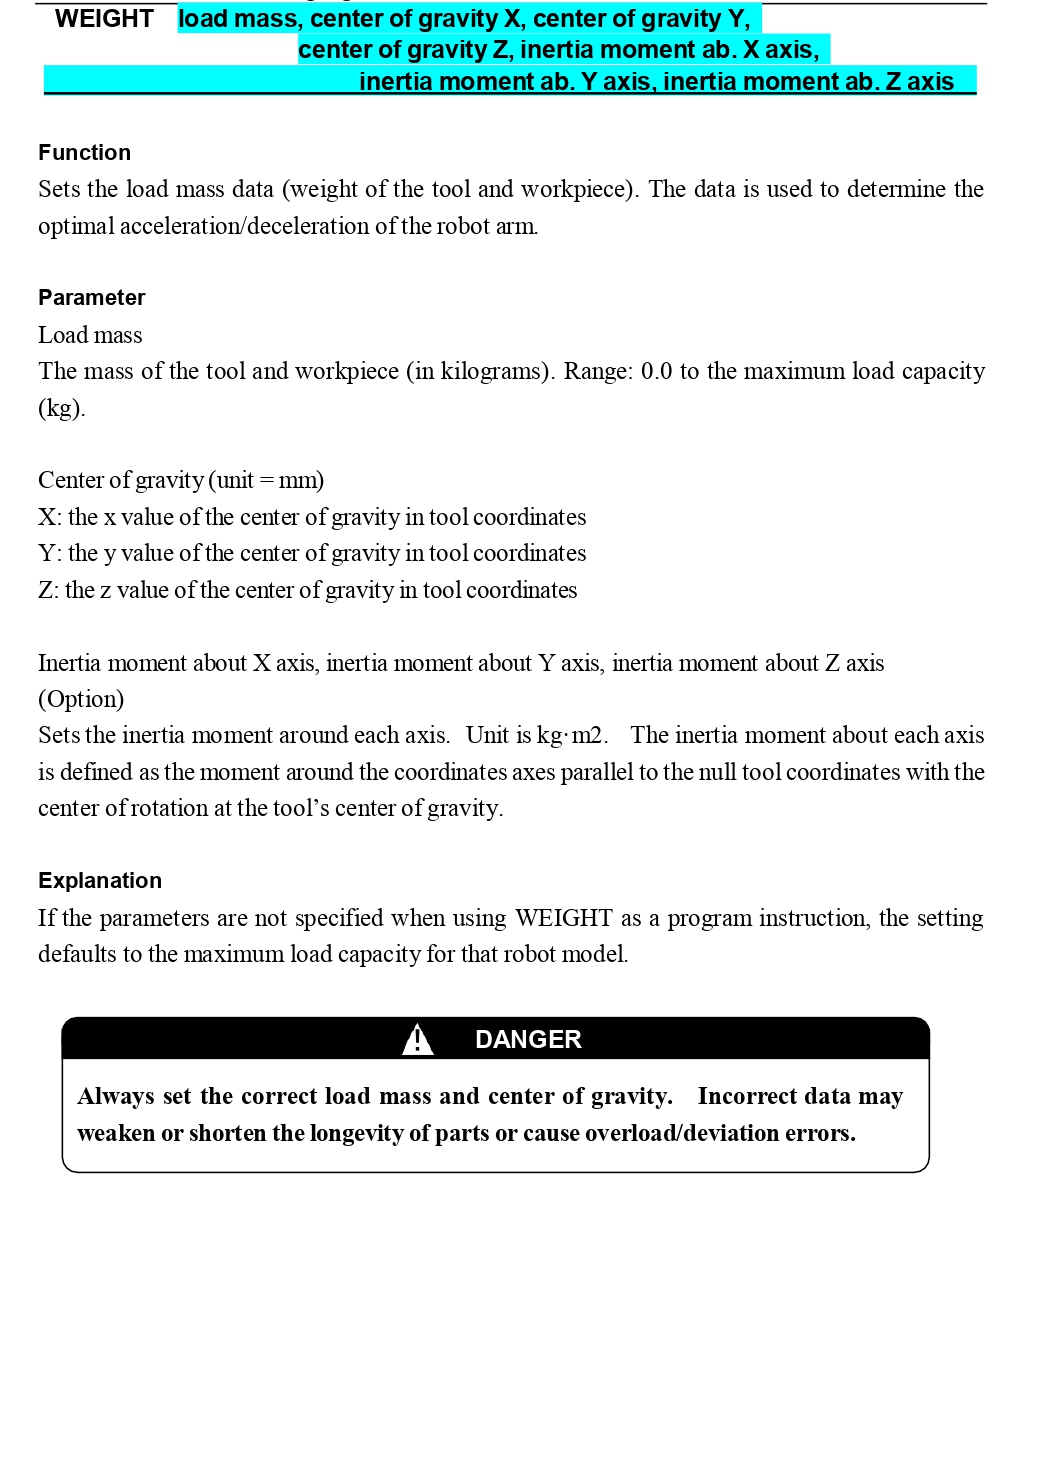 WEIGHT load mass, center of gravity X, center of gravity Y,
center of gravity Z, inertia moment ab. X axis,
inertia moment ab. Y axis, inertia moment ab. Z axis
Function
Sets the load mass data (weight of the tool and workpiece). The data is used to determine the
optimal acceleration/deceleration of the robot arm.
Parameter
Load mass
The mass of the tool and workpiece (in kilograms). Range: 0.0 to the maximum load capacity
(kg).
Center of gravity (unit = mm)
X: the x value of the center of gravity in tool coordinates
Y: the y value of the center of gravity in tool coordinates
Z: the z value of the center of gravity in tool coordinates
Inertia moment about X axis, inertia moment about Y axis, inertia moment about Z axis
(Option)
Sets the inertia moment around each axis. Unit is kg·m2. The inertia moment about each axis
is defined as the moment around the coordinates axes parallel to the null tool coordinates with the
center of rotation at the tool’s center of gravity.
Explanation
If the parameters are not specified when using WEIGHT as a program instruction, the setting
defaults to the maximum load capacity for that robot model.
DANGER
Always set the correct load mass and center of gravity. Incorrect data may
weaken or shorten the longevity of parts or cause overload/deviation errors.